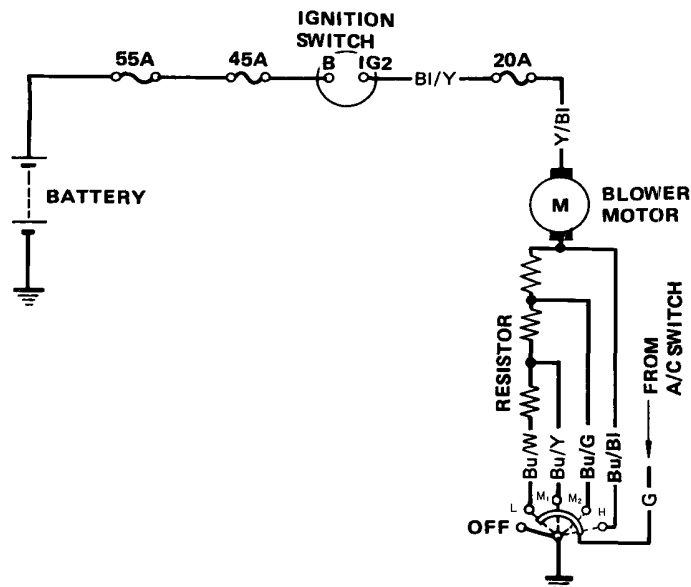 IGNITION
SWITCH
55A
45A
B
IG2
Bl/Y
20A
Y/Bl
BATTERY
M
BLOWER
MOTOR
RESISTOR
FROM
A/C SWITCH
Bu/W
Bu/Y
Bu/G
Bu/Bl
G
L
M₁
M₂
H
OFF